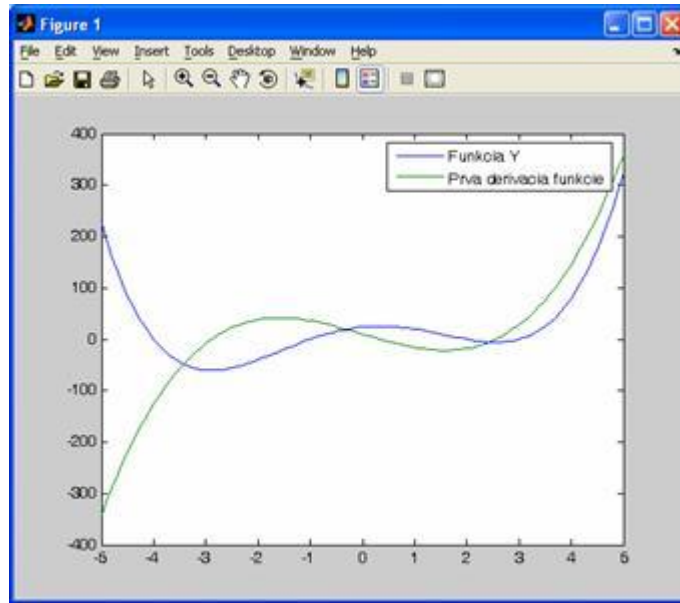 Figure 1
File Edit View Insert Tools Desktop Window Help
Funkcia Y
Prva derivacia funkcie
400
300
200
100
0
-100
-200
-300
-400
-5 -4 -3 -2 -1 0 1 2 3 4 5